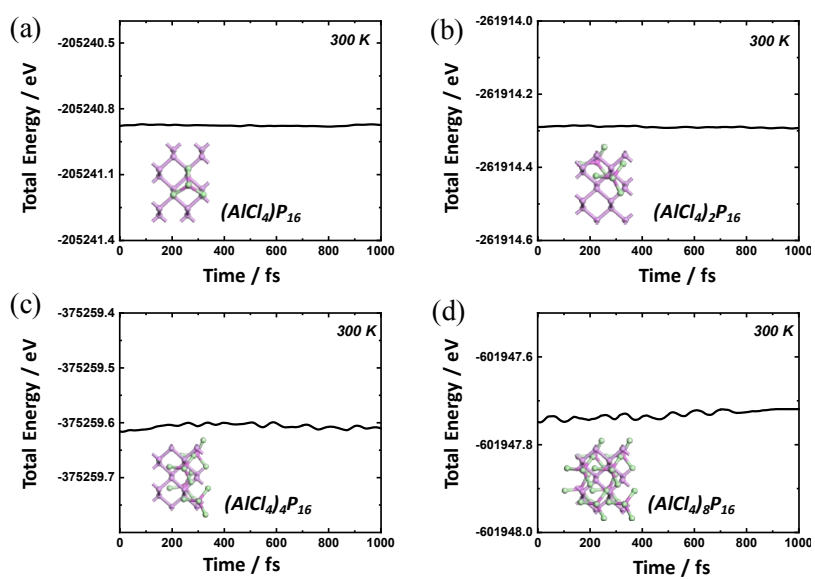 (a)
300 K
Total Energy / eV
-205240.5
-205240.8
-205241.1
-205241.4
(AlCl4)P16
0 200 400 600 800 1000
Time / fs
(b)
300 K
Total Energy / eV
-261914.0
-261914.2
-261914.4
-261914.6
(AlCl4)2P16
0 200 400 600 800 1000
Time / fs
(c)
300 K
Total Energy / eV
-375259.4
-375259.5
-375259.6
-375259.7
(AlCl4)4P16
0 200 400 600 800 1000
Time / fs
(d)
300 K
Total Energy / eV
-601947.6
-601947.8
-601948.0
(AlCl4)8P16
0 200 400 600 800 1000
Time / fs